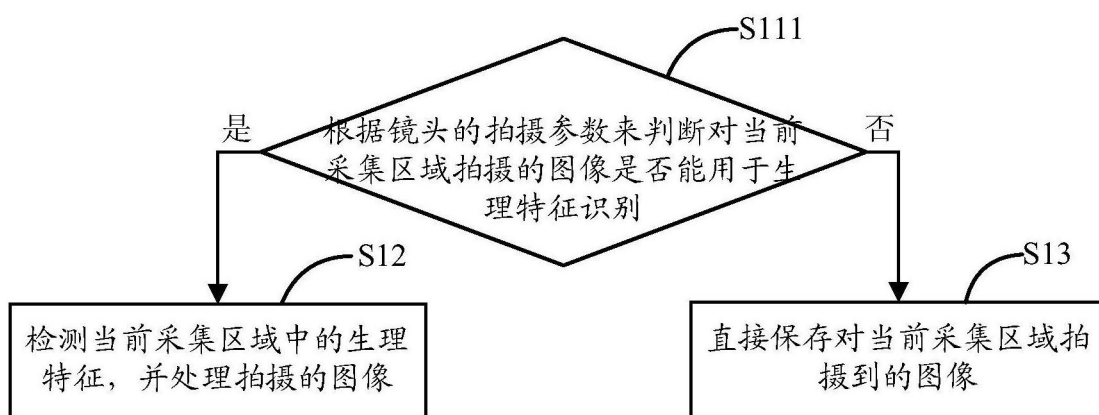 S111
是
根据镜头的拍摄参数来判断对当前
否
采集区域拍摄的图像是否能用于生
理特征识别
S12
S13
检测当前采集区域中的生理
特征，并处理拍摄的图像
直接保存对当前采集区域拍
摄到的图像